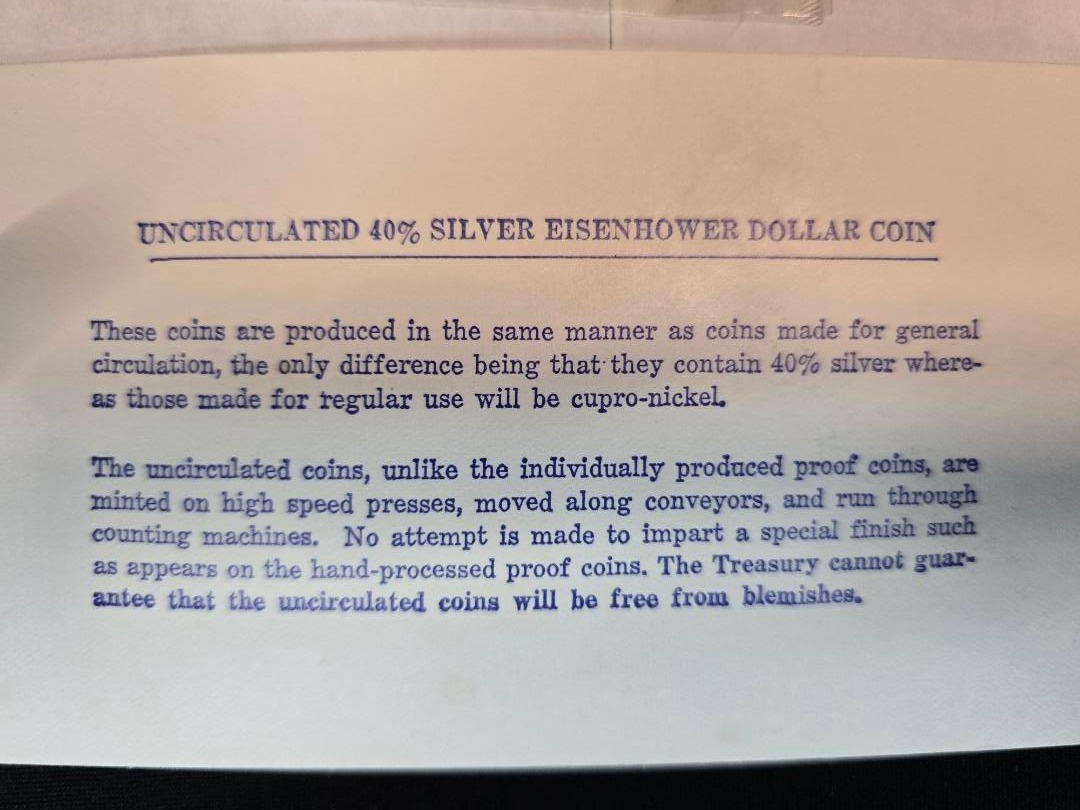 UNCIRCULATED 40% SILVER EISENHOWER DOLLAR COIN
These coins are produced in the same manner as coins made for general
circulation, the only difference being that they contain 40% silver where-
as those made for regular use will be cupro-nickel.
The uncirculated coins, unlike the individually produced proof coins, are
minted on high speed presses, moved along conveyors, and run through
counting machines. No attempt is made to impart a special finish such
as appears on the hand-processed proof coins. The Treasury cannot guar-
antee that the uncirculated coins will be free from blemishes.